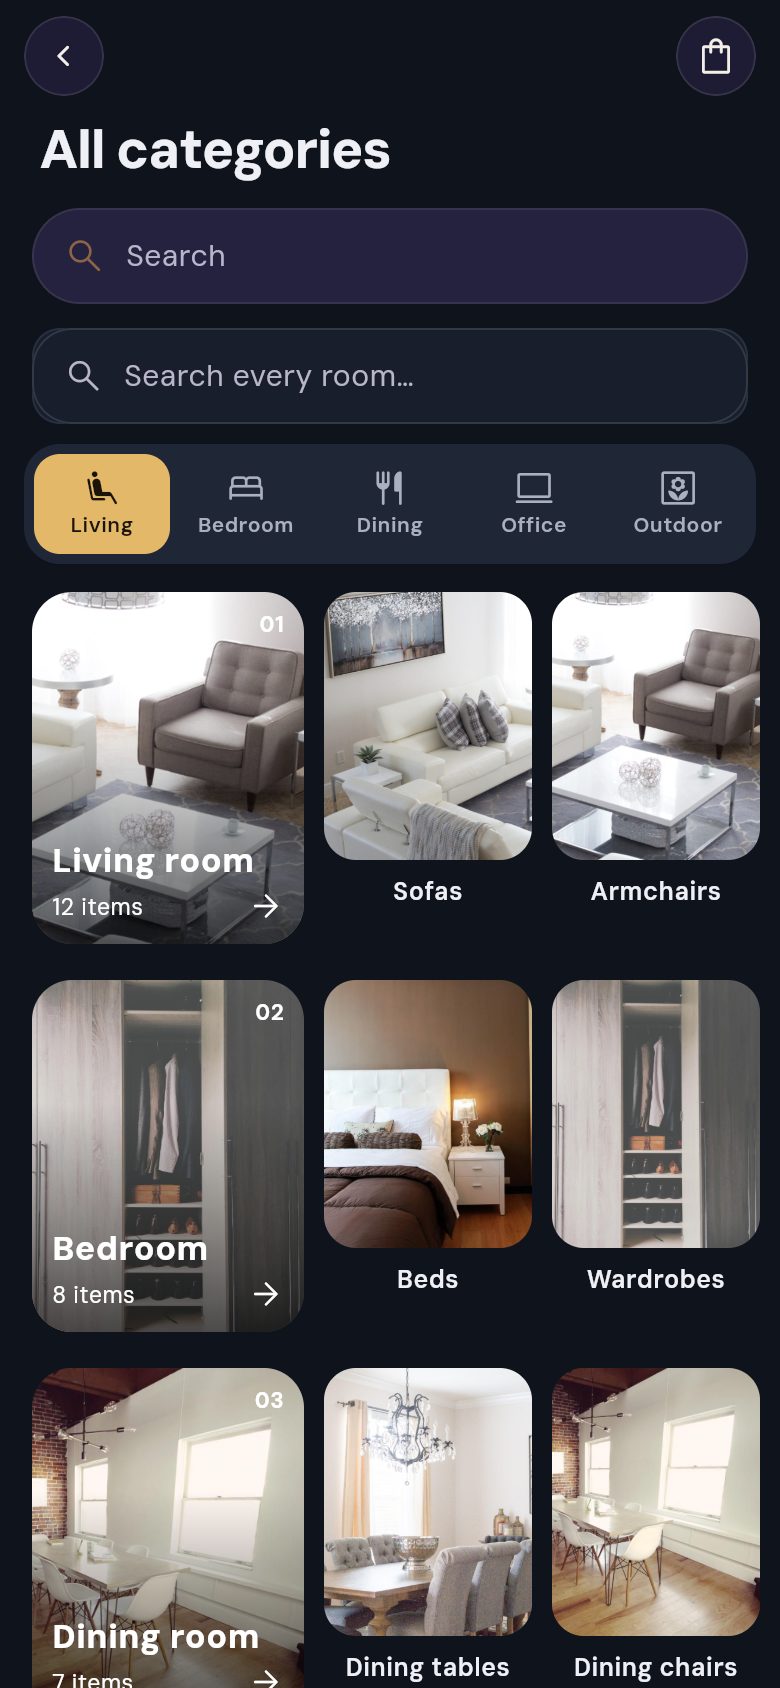 All categories
Search
Search every room...
Living
Bedroom
Dining
Office
Outdoor
01
Living room
12 items
Sofas
Armchairs
02
Bedroom
8 items
Beds
Wardrobes
03
Dining room
7 items
Dining tables
Dining chairs